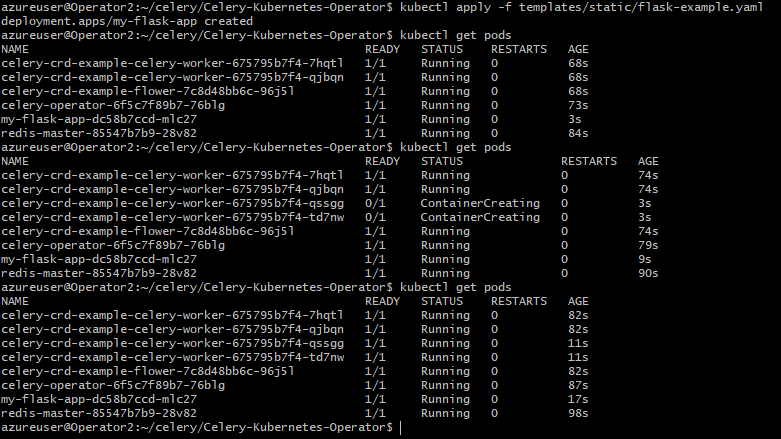 azureuser@Operator2:~/celery/Celery-Kubernetes-Operator$ kubectl apply -f templates/static/flask-example.yaml
deployment.apps/my-flask-app created
azureuser@Operator2:~/celery/Celery-Kubernetes-Operator$ kubectl get pods
NAME READY STATUS RESTARTS AGE
celery-crd-example-celery-worker-675795b7f4-7hqtl 1/1 Running 0 68s
celery-crd-example-celery-worker-675795b7f4-qjbqn 1/1 Running 0 68s
celery-crd-example-flower-7c8d48bb6c-96j5l 1/1 Running 0 68s
celery-operator-6f5c7f89b7-76blg 1/1 Running 0 73s
my-flask-app-dc58b7ccd-mlc27 1/1 Running 0 3s
redis-master-85547b7b9-28v82 1/1 Running 0 84s
azureuser@Operator2:~/celery/Celery-Kubernetes-Operator$ kubectl get pods
NAME READY STATUS RESTARTS AGE
celery-crd-example-celery-worker-675795b7f4-7hqtl 1/1 Running 0 74s
celery-crd-example-celery-worker-675795b7f4-qjbqn 1/1 Running 0 74s
celery-crd-example-celery-worker-675795b7f4-qssgg 0/1 ContainerCreating 0 3s
celery-crd-example-celery-worker-675795b7f4-td7nw 0/1 ContainerCreating 0 3s
celery-crd-example-flower-7c8d48bb6c-96j5l 1/1 Running 0 74s
celery-operator-6f5c7f89b7-76blg 1/1 Running 0 79s
my-flask-app-dc58b7ccd-mlc27 1/1 Running 0 9s
redis-master-85547b7b9-28v82 1/1 Running 0 90s
azureuser@Operator2:~/celery/Celery-Kubernetes-Operator$ kubectl get pods
NAME READY STATUS RESTARTS AGE
celery-crd-example-celery-worker-675795b7f4-7hqtl 1/1 Running 0 82s
celery-crd-example-celery-worker-675795b7f4-qjbqn 1/1 Running 0 82s
celery-crd-example-celery-worker-675795b7f4-qssgg 1/1 Running 0 11s
celery-crd-example-celery-worker-675795b7f4-td7nw 1/1 Running 0 11s
celery-crd-example-flower-7c8d48bb6c-96j5l 1/1 Running 0 82s
celery-operator-6f5c7f89b7-76blg 1/1 Running 0 87s
my-flask-app-dc58b7ccd-mlc27 1/1 Running 0 17s
redis-master-85547b7b9-28v82 1/1 Running 0 98s
azureuser@Operator2:~/celery/Celery-Kubernetes-Operator$